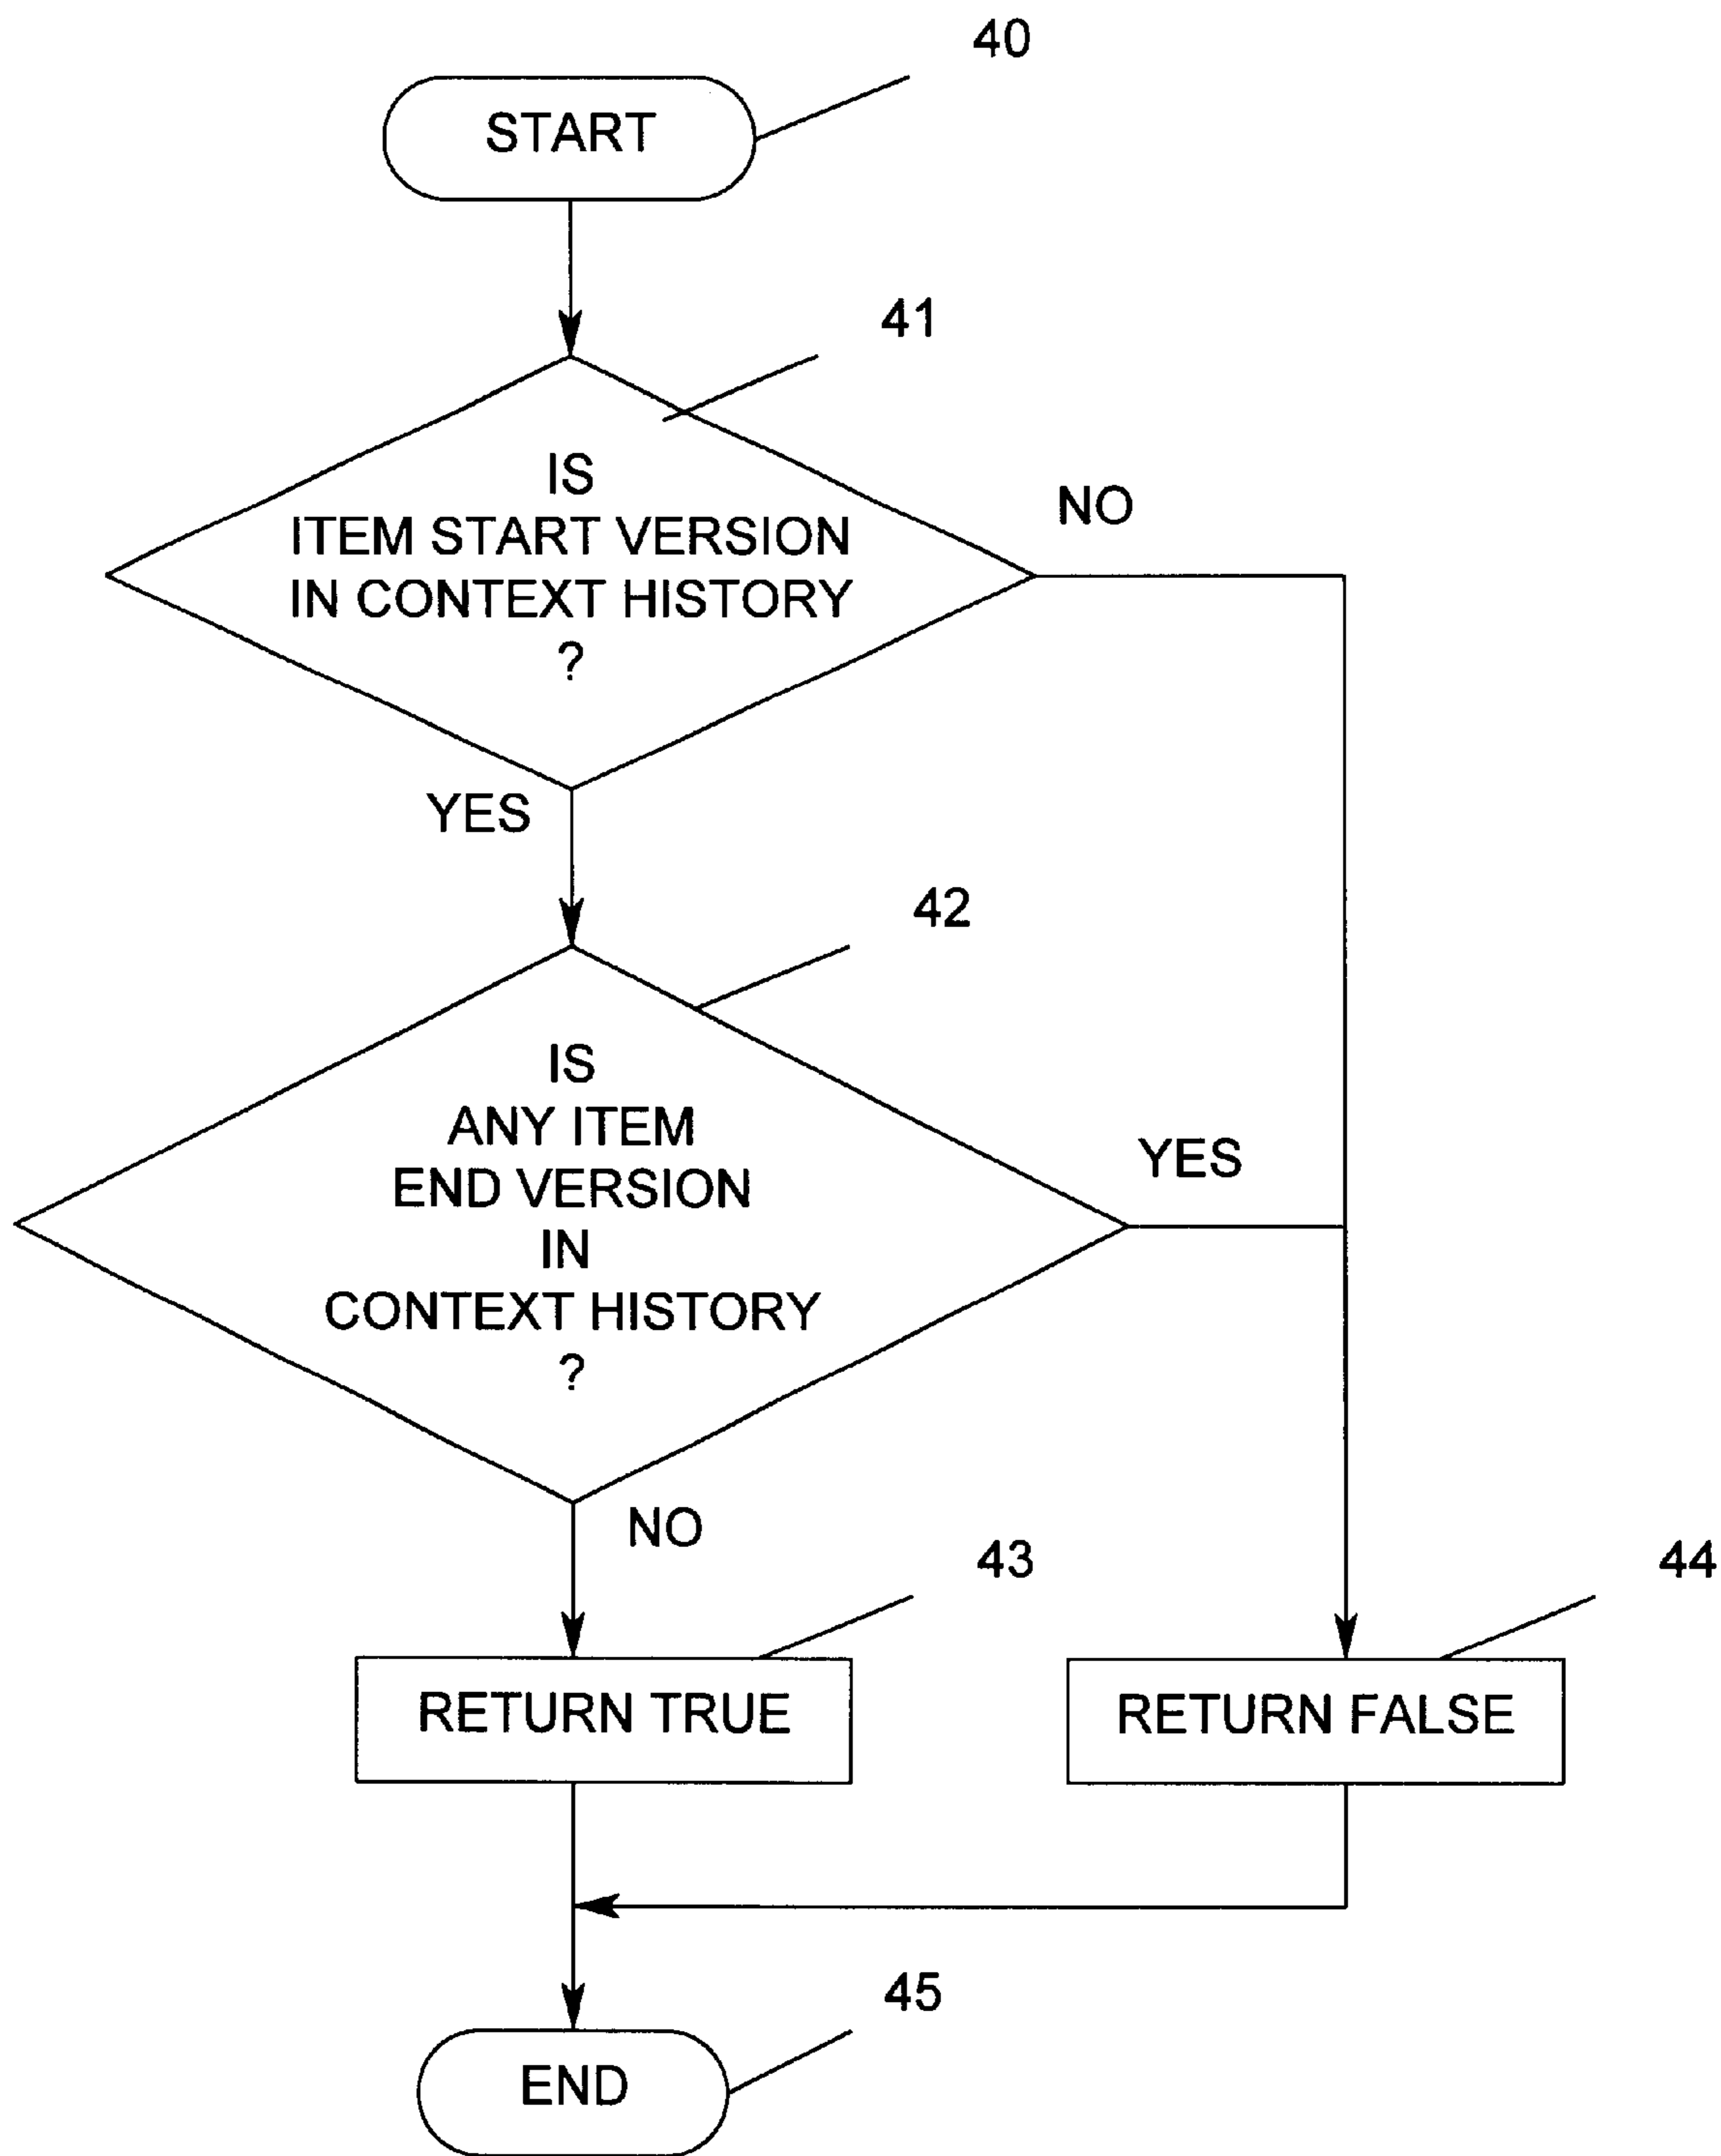 40
START
41
IS
ITEM START VERSION
IN CONTEXT HISTORY
?
NO
YES
42
IS
ANY ITEM
END VERSION
IN
CONTEXT HISTORY
?
YES
NO
43
44
RETURN TRUE
RETURN FALSE
45
END